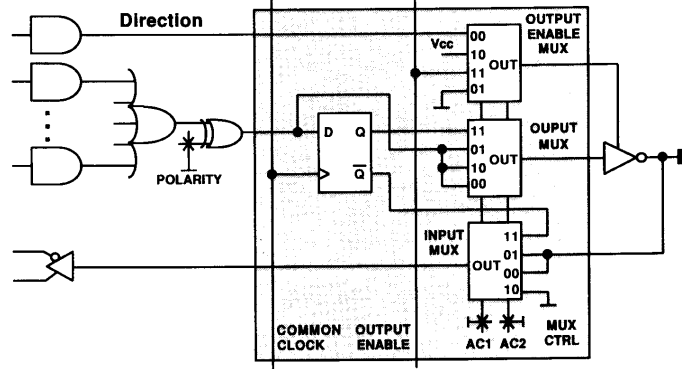 Direction
OUTPUT
ENABLE
MUX
00
Vcc
10
11
01
OUT
D
Q
Q
11
01
10
00
OUT
OUPUT
MUX
POLARITY
INPUT
MUX
11
01
00
10
OUT
COMMON
CLOCK
OUTPUT
ENABLE
AC1
AC2
MUX
CTRL